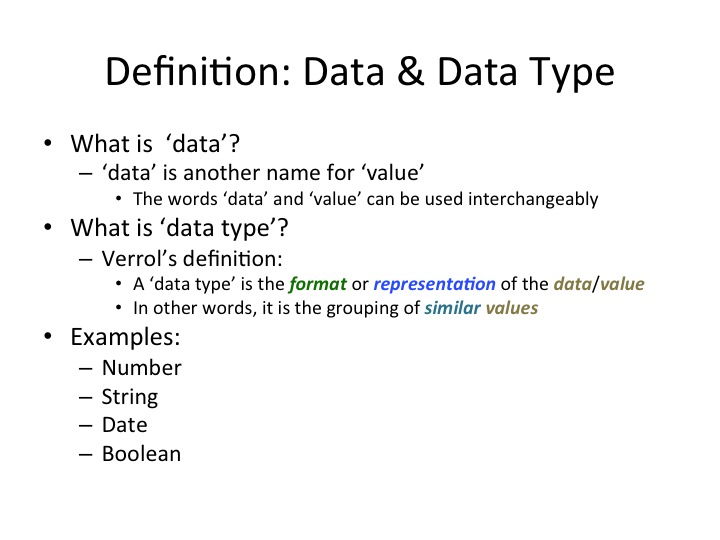 Definition: Data & Data Type
• What is ‘data’?
– ‘data’ is another name for ‘value’
• The words ‘data’ and ‘value’ can be used interchangeably
• What is ‘data type’?
– Verrol’s definition:
• A ‘data type’ is the format or representation of the data/value
• In other words, it is the grouping of similar values
• Examples:
– Number
– String
– Date
– Boolean